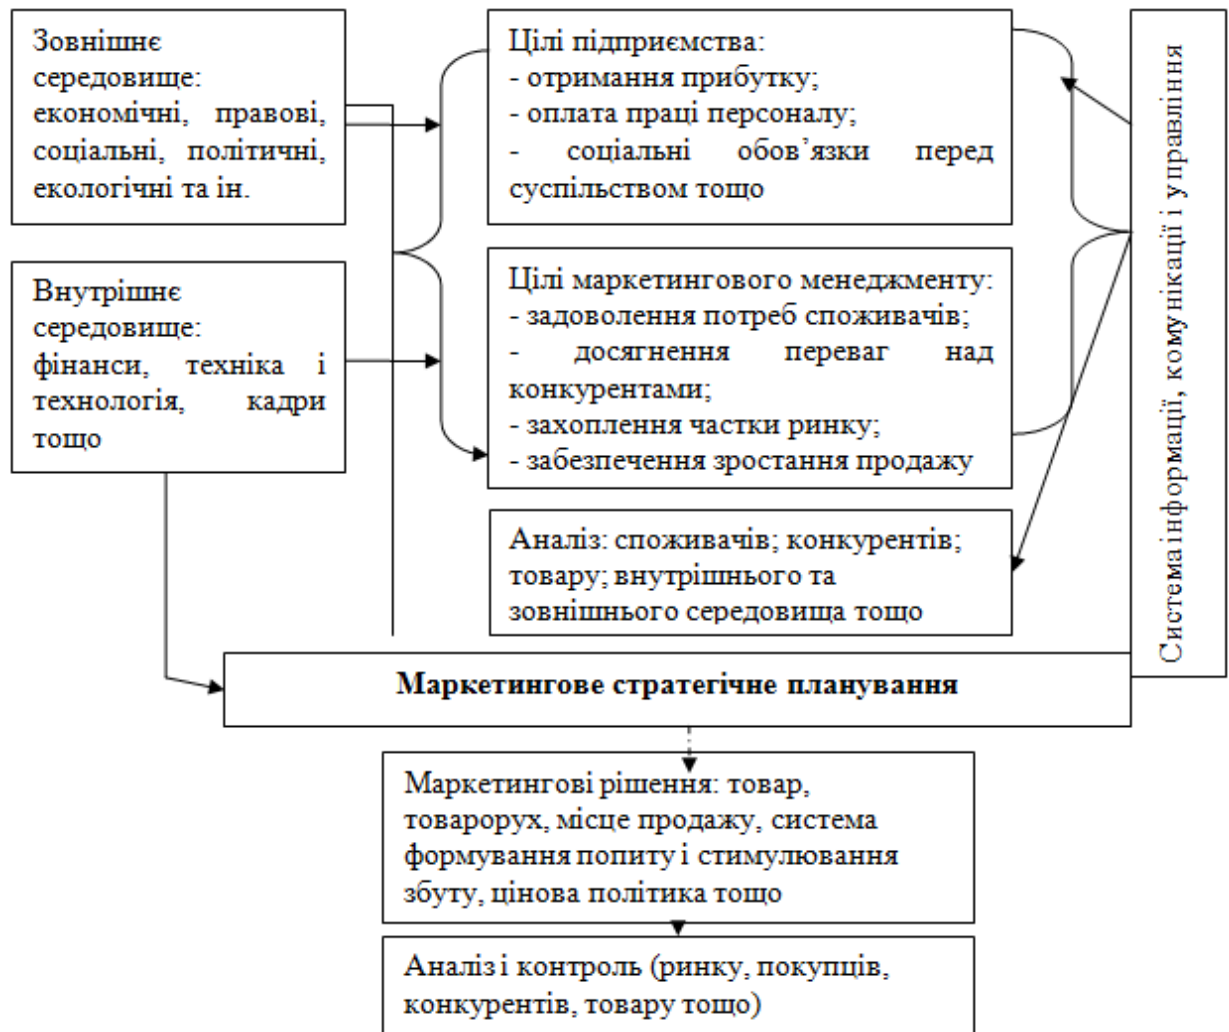 Зовнішнє
середовище:
економічні, правові,
соціальні, політичні,
екологічні та ін.
Внутрішнє
середовище:
фінанси, техніка і
технологія, кадри
тощо
Цілі підприємства:
- отримання прибутку;
- оплата праці персоналу;
- соціальні обов’язки перед
суспільством тощо
Цілі маркетингового менеджменту:
- задоволення потреб споживачів;
- досягнення переваг над
конкурентами;
- захоплення частки ринку;
- забезпечення зростання продажу
Аналіз: споживачів; конкурентів;
товару; внутрішнього та
зовнішнього середовища тощо
Система інформації, комунікації і управління
Маркетингове стратегічне планування
Маркетингові рішення: товар,
товарорух, місце продажу, система
формування попиту і стимулювання
збуту, цінова політика тощо
Аналіз і контроль (ринку, покупців,
конкурентів, товару тощо)